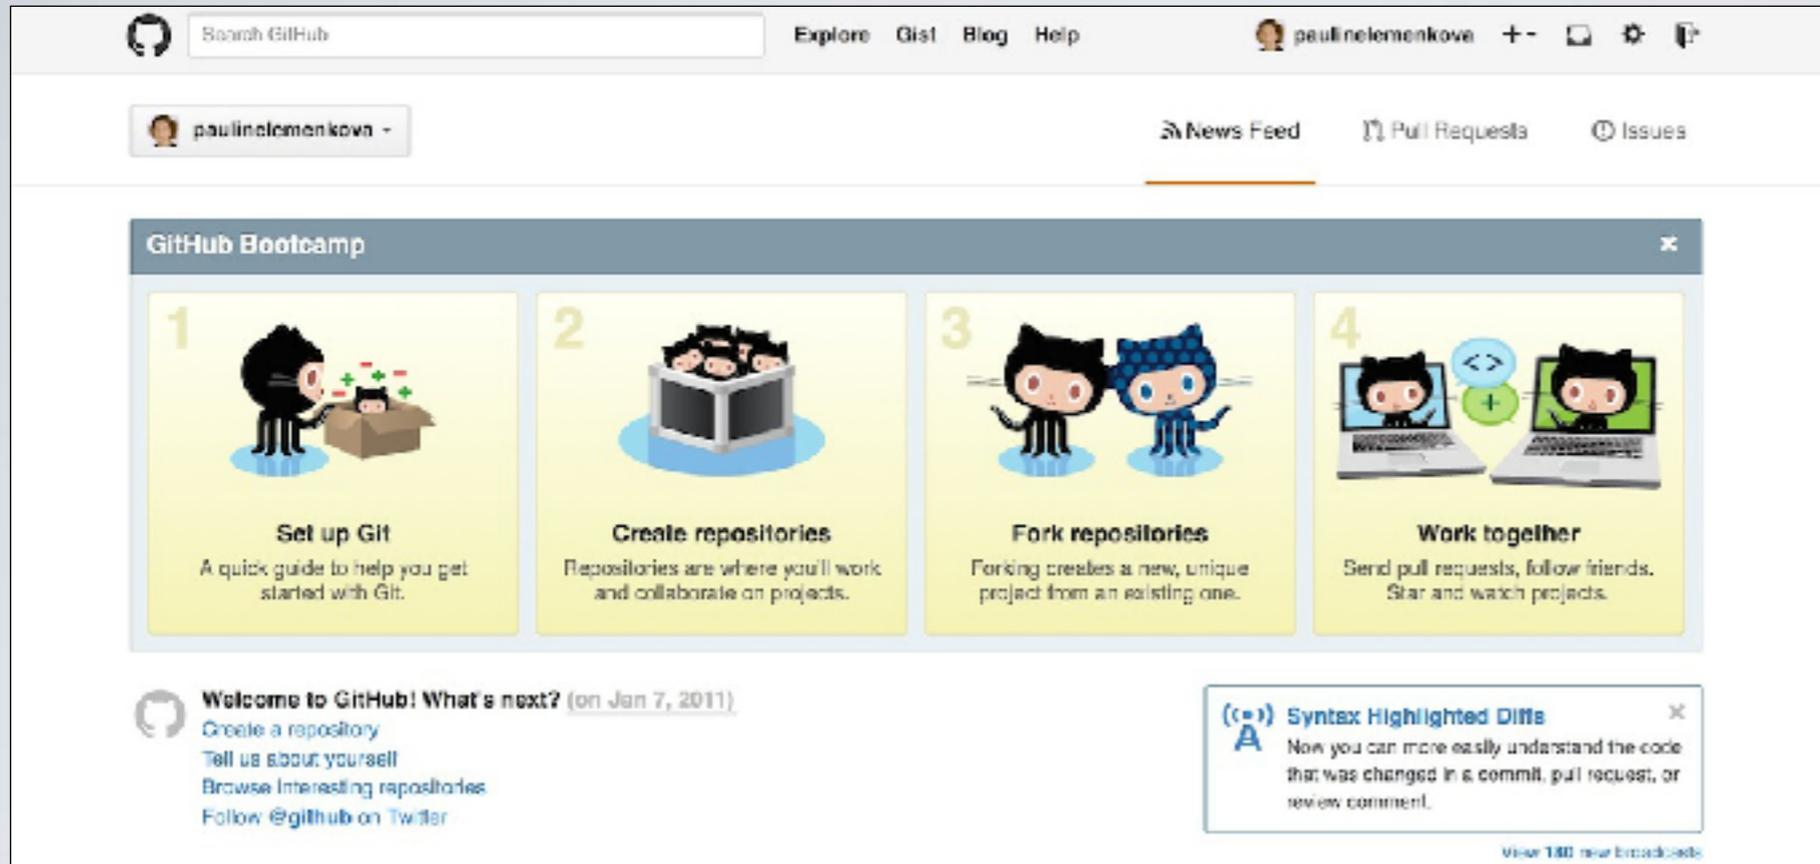 Search GitHub
Explore Gist Blog Help
paulinelemenkova
paulinelemenkova
News Feed Pull Requests Issues
GitHub Bootcamp
1
2
3
4
Set up Git
A quick guide to help you get
started with Git.
Create repositories
Repositories are where you'll work
and collaborate on projects.
Fork repositories
Forking creates a new, unique
project from an existing one.
Work together
Send pull requests, follow friends.
Star and watch projects.
Welcome to GitHub! What's next? (on Jan 7, 2011)
Create a repository
Tell us about yourself
Browse interesting repositories
Follow @github on Twitter
Syntax Highlighted Diffs
Now you can more easily understand the code
that was changed in a commit, pull request, or
review comment.
View 180 new broadcasts